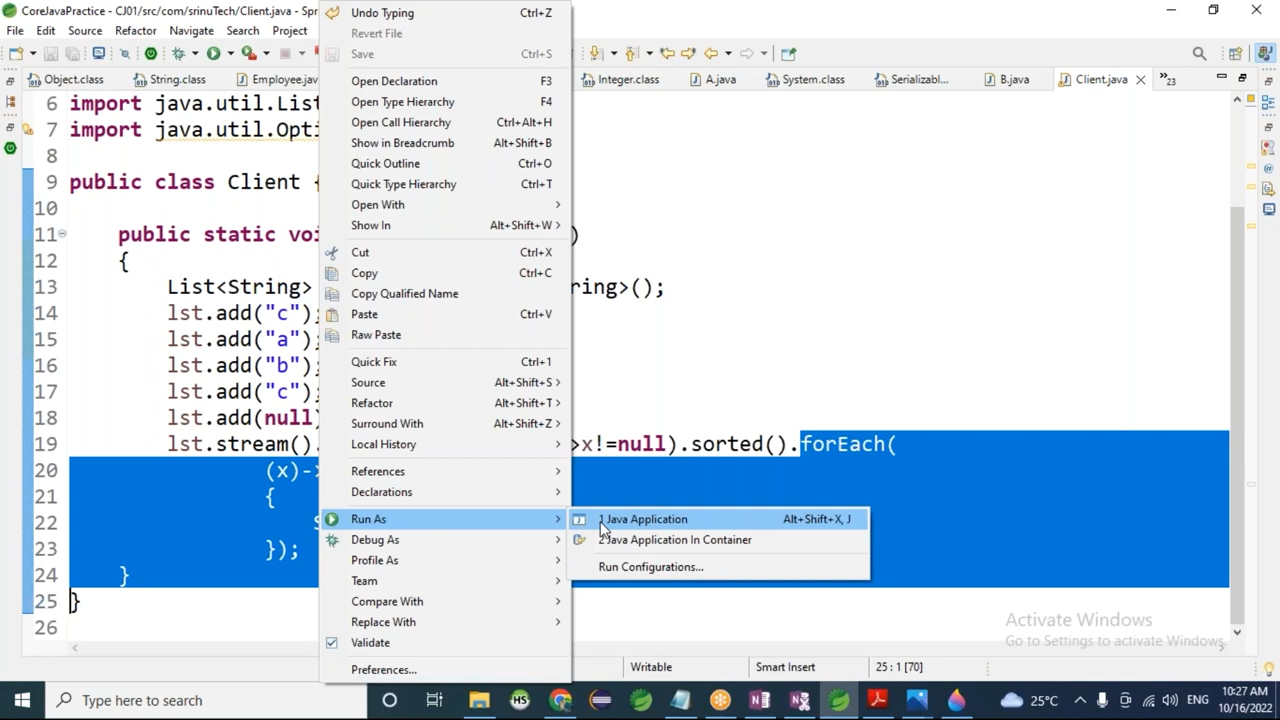 CoreJavaPractice - CJ01/src/com/srinuTech/Client.java - Spri
File Edit Source Refactor Navigate Search Project
Object.class String.class Employee.jav Integer.class A.java System.class Serializabl... B.java Client.java 23
6 import java.util.List
7 import java.util.Opti
8
9 public class Client {
10
11 public static voi )
12 {
13 List<String> ring>();
14 lst.add("c");
15 lst.add("a");
16 lst.add("b");
17 lst.add("c");
18 lst.add(null)
19 lst.stream(). >x!=null).sorted().forEach(
20 (x)->
21 {
22 S
23 });
24 }
25 }
26
Undo Typing Ctrl+Z
Revert File
Save Ctrl+S
Open Declaration F3
Open Type Hierarchy F4
Open Call Hierarchy Ctrl+Alt+H
Show in Breadcrumb Alt+Shift+B
Quick Outline Ctrl+O
Quick Type Hierarchy Ctrl+T
Open With
Show In Alt+Shift+W
Cut Ctrl+X
Copy Ctrl+C
Copy Qualified Name
Paste Ctrl+V
Raw Paste
Quick Fix Ctrl+1
Source Alt+Shift+S
Refactor Alt+Shift+T
Surround With Alt+Shift+Z
Local History
References
Declarations
Run As
Debug As
Profile As
Team
Compare With
Replace With
Validate
Preferences...
1 Java Application Alt+Shift+X, J
2 Java Application In Container
Run Configurations...
Activate Windows
Go to Settings to activate Windows.
Writable Smart Insert 25 : 1 [70]
Type here to search
HS
25°C ENG 10:27 AM
10/16/2022